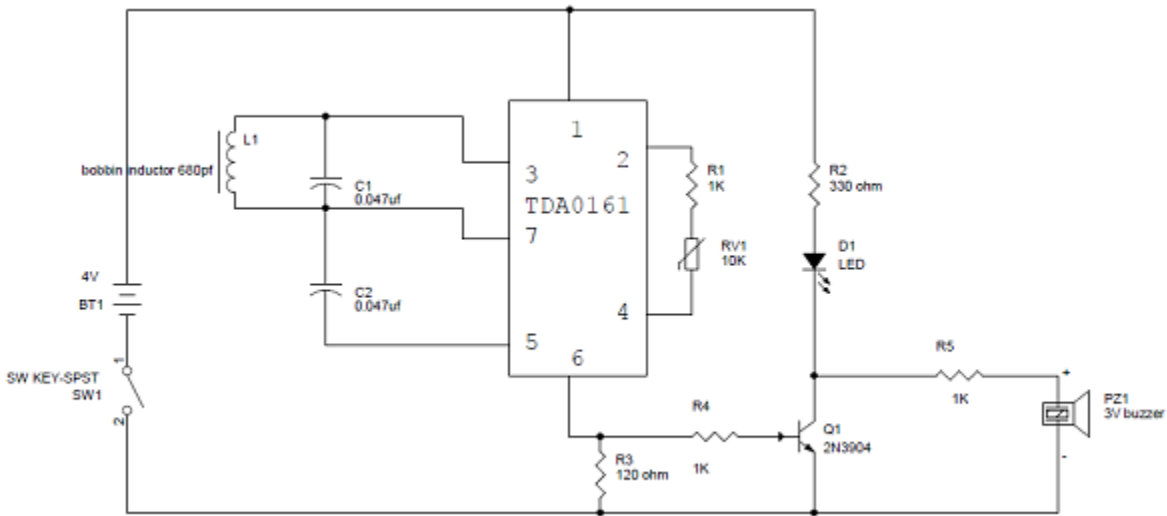 1
2
3
TDA0161
7
4
5
6
L1
bobbin inductor 680pf
C1
0.047uf
C2
0.047uf
R1
1K
RV1
10K
R2
330 ohm
D1
LED
4V
BT1
SW KEY-SPST
SW1
1
2
R3
120 ohm
R4
1K
Q1
2N3904
R5
1K
+
PZ1
3V buzzer
-